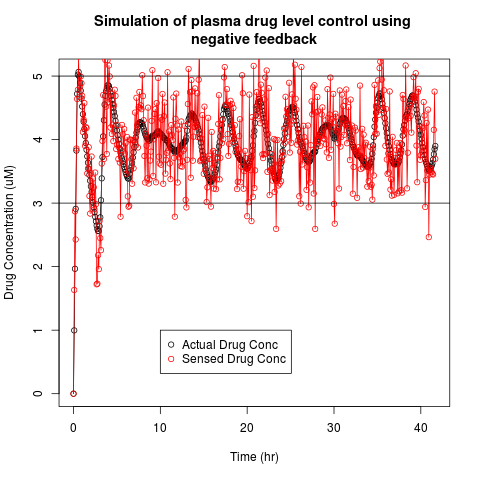 Simulation of plasma drug level control using
negative feedback
5
4
3
2
1
0
Drug Concentration (uM)
Actual Drug Conc
Sensed Drug Conc
0
10
20
30
40
Time (hr)